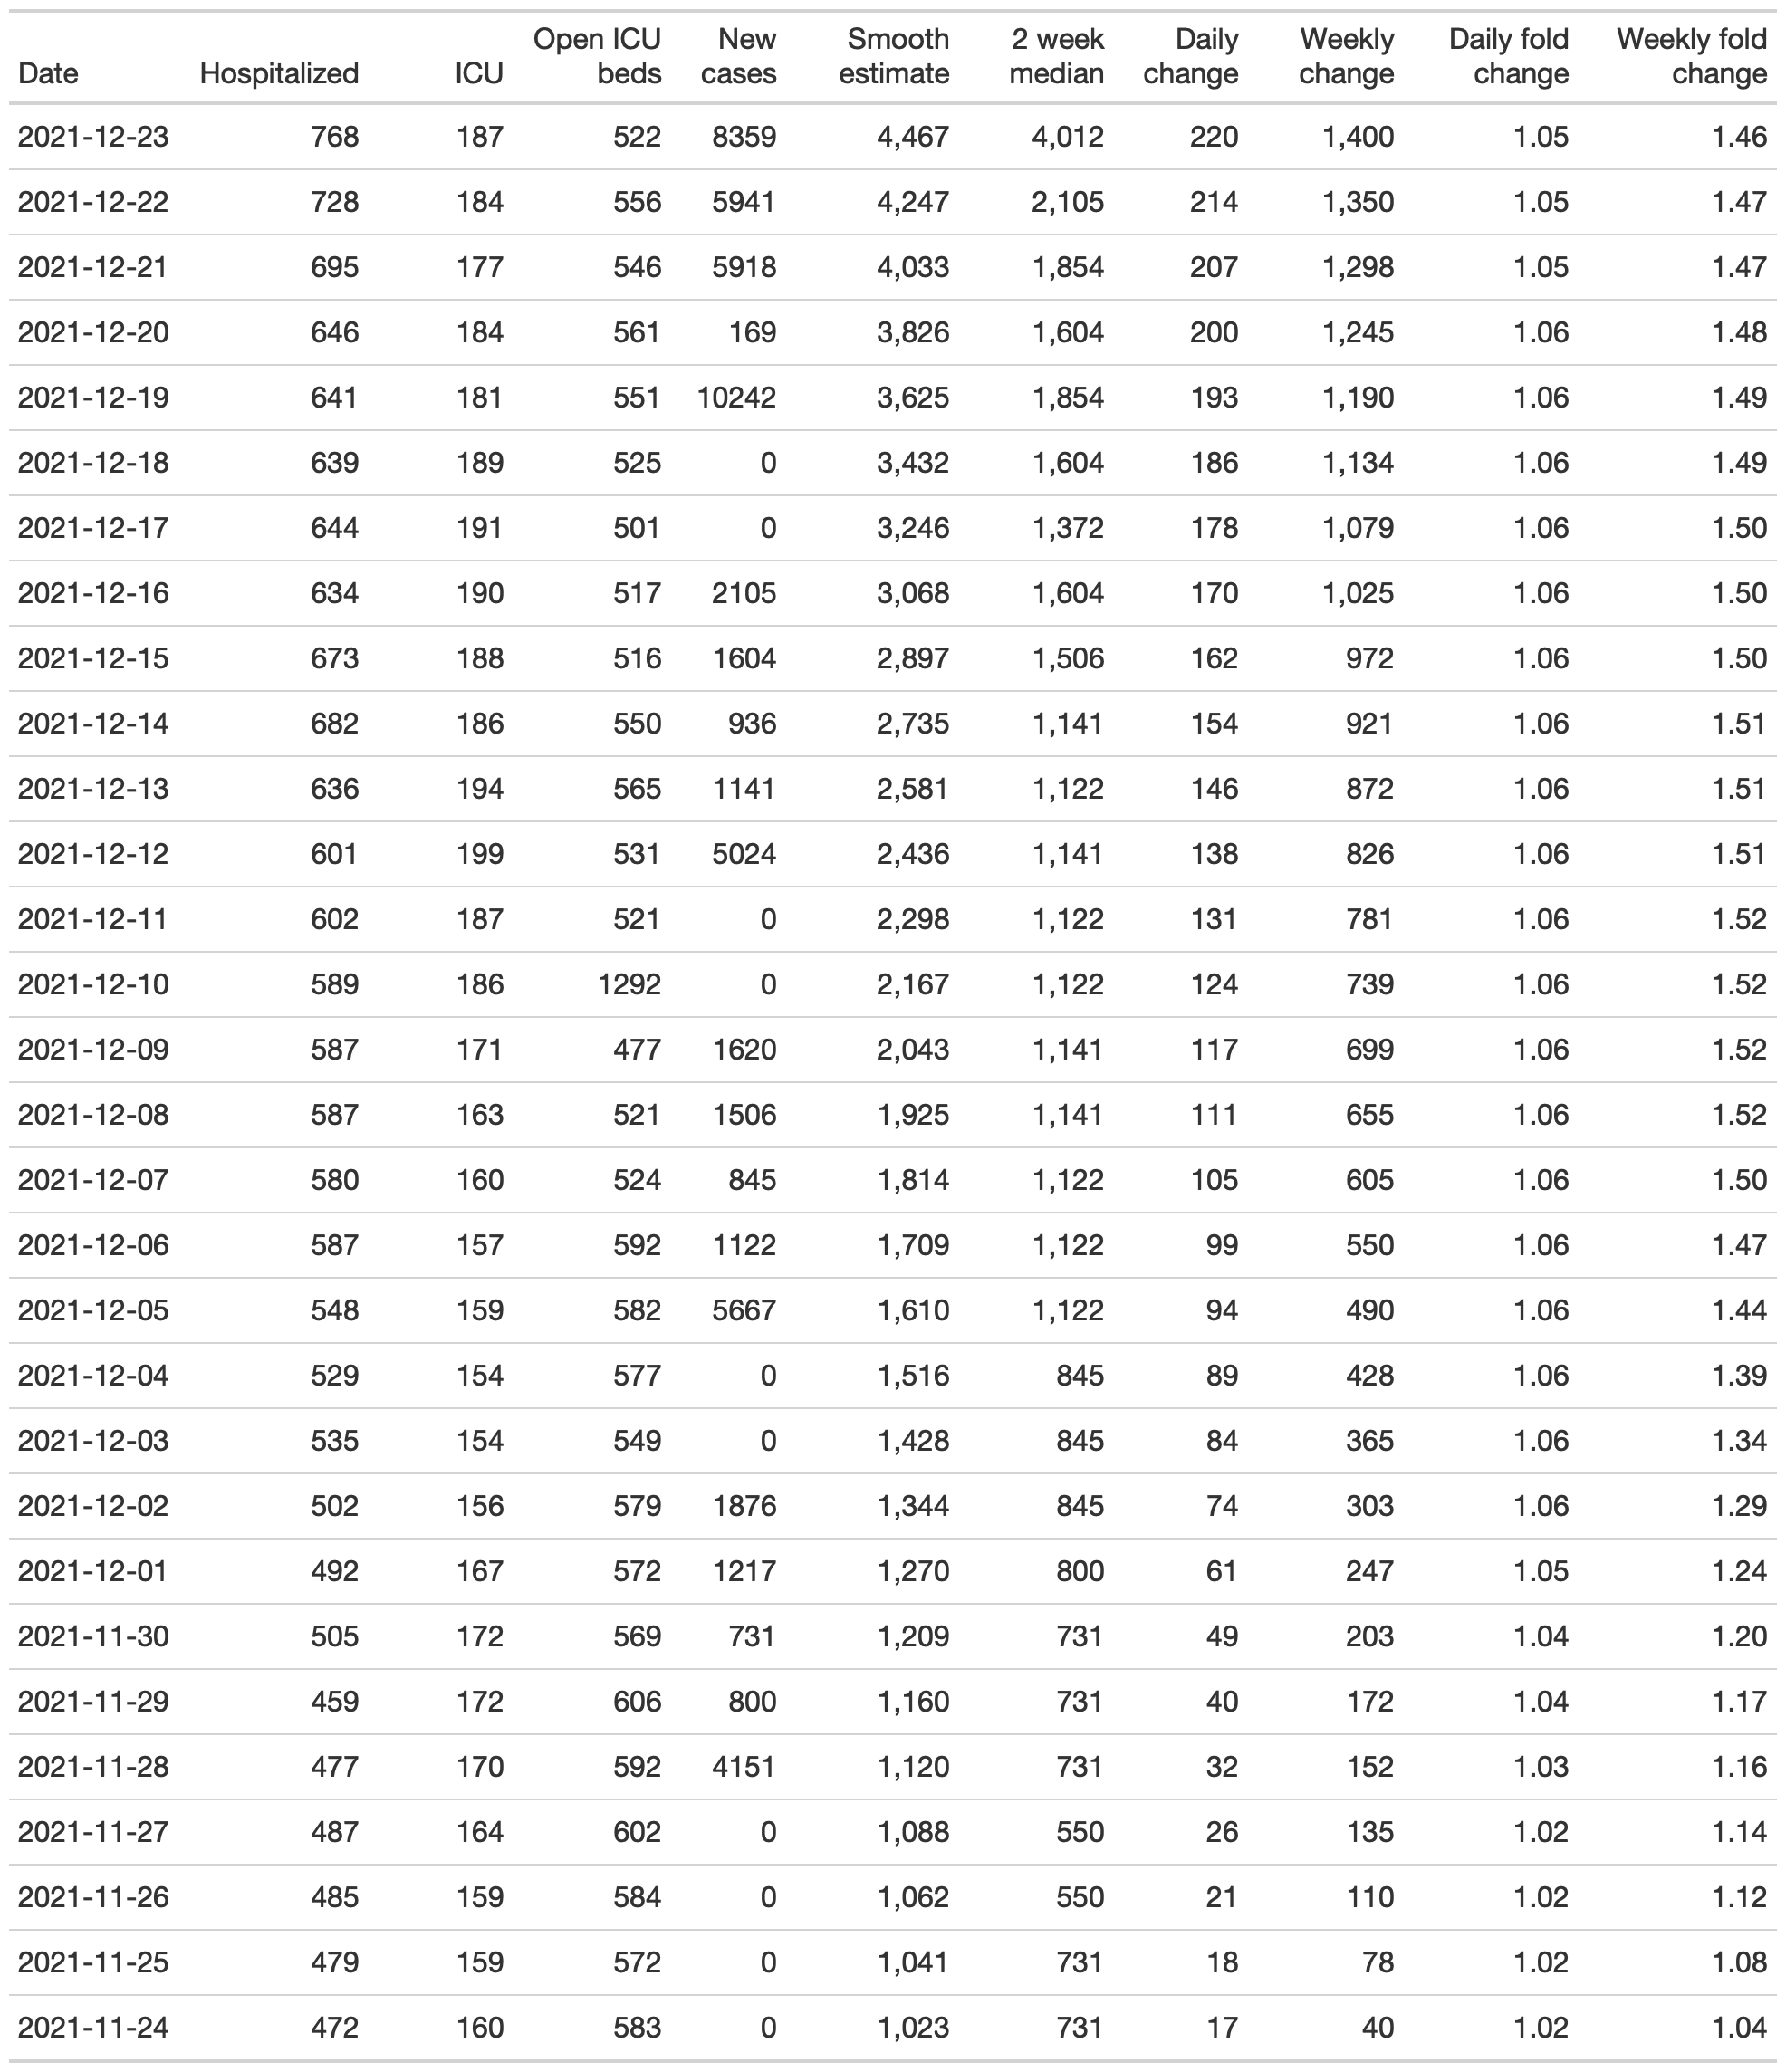 Open ICU New Smooth 2 week Daily Weekly Daily fold Weekly fold
Date Hospitalized ICU beds cases estimate median change change change change
2021-12-23 768 187 522 8359 4,467 4,012 220 1,400 1.05 1.46
2021-12-22 728 184 556 5941 4,247 2,105 214 1,350 1.05 1.47
2021-12-21 695 177 546 5918 4,033 1,854 207 1,298 1.05 1.47
2021-12-20 646 184 561 169 3,826 1,604 200 1,245 1.06 1.48
2021-12-19 641 181 551 10242 3,625 1,854 193 1,190 1.06 1.49
2021-12-18 639 189 525 0 3,432 1,604 186 1,134 1.06 1.49
2021-12-17 644 191 501 0 3,246 1,372 178 1,079 1.06 1.50
2021-12-16 634 190 517 2105 3,068 1,604 170 1,025 1.06 1.50
2021-12-15 673 188 516 1604 2,897 1,506 162 972 1.06 1.50
2021-12-14 682 186 550 936 2,735 1,141 154 921 1.06 1.51
2021-12-13 636 194 565 1141 2,581 1,122 146 872 1.06 1.51
2021-12-12 601 199 531 5024 2,436 1,141 138 826 1.06 1.51
2021-12-11 602 187 521 0 2,298 1,122 131 781 1.06 1.52
2021-12-10 589 186 1292 0 2,167 1,122 124 739 1.06 1.52
2021-12-09 587 171 477 1620 2,043 1,141 117 699 1.06 1.52
2021-12-08 587 163 521 1506 1,925 1,141 111 655 1.06 1.52
2021-12-07 580 160 524 845 1,814 1,122 105 605 1.06 1.50
2021-12-06 587 157 592 1122 1,709 1,122 99 550 1.06 1.47
2021-12-05 548 159 582 5667 1,610 1,122 94 490 1.06 1.44
2021-12-04 529 154 577 0 1,516 845 89 428 1.06 1.39
2021-12-03 535 154 549 0 1,428 845 84 365 1.06 1.34
2021-12-02 502 156 579 1876 1,344 845 74 303 1.06 1.29
2021-12-01 492 167 572 1217 1,270 800 61 247 1.05 1.24
2021-11-30 505 172 569 731 1,209 731 49 203 1.04 1.20
2021-11-29 459 172 606 800 1,160 731 40 172 1.04 1.17
2021-11-28 477 170 592 4151 1,120 731 32 152 1.03 1.16
2021-11-27 487 164 602 0 1,088 550 26 135 1.02 1.14
2021-11-26 485 159 584 0 1,062 550 21 110 1.02 1.12
2021-11-25 479 159 572 0 1,041 731 18 78 1.02 1.08
2021-11-24 472 160 583 0 1,023 731 17 40 1.02 1.04